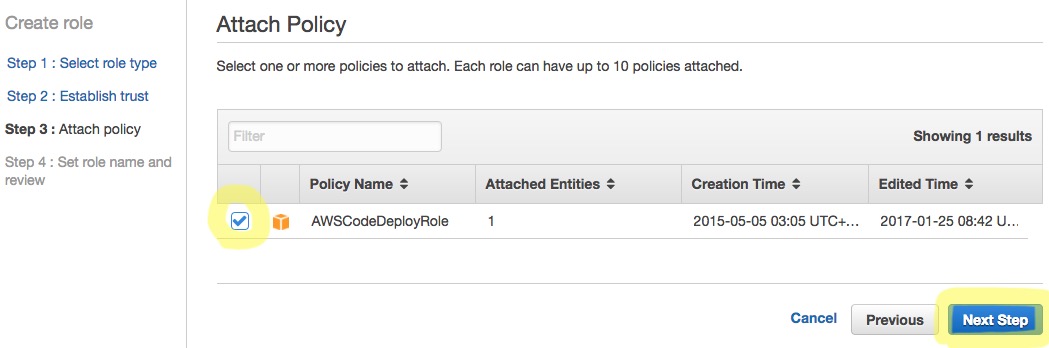 Create role
Step 1 : Select role type
Step 2 : Establish trust
Step 3 : Attach policy
Step 4 : Set role name and
review
Attach Policy
Select one or more policies to attach. Each role can have up to 10 policies attached.
Filter
Showing 1 results
Policy Name Attached Entities Creation Time Edited Time
AWSCodeDeployRole 1 2015-05-05 03:05 UTC+... 2017-01-25 08:42 U...
Cancel Previous Next Step